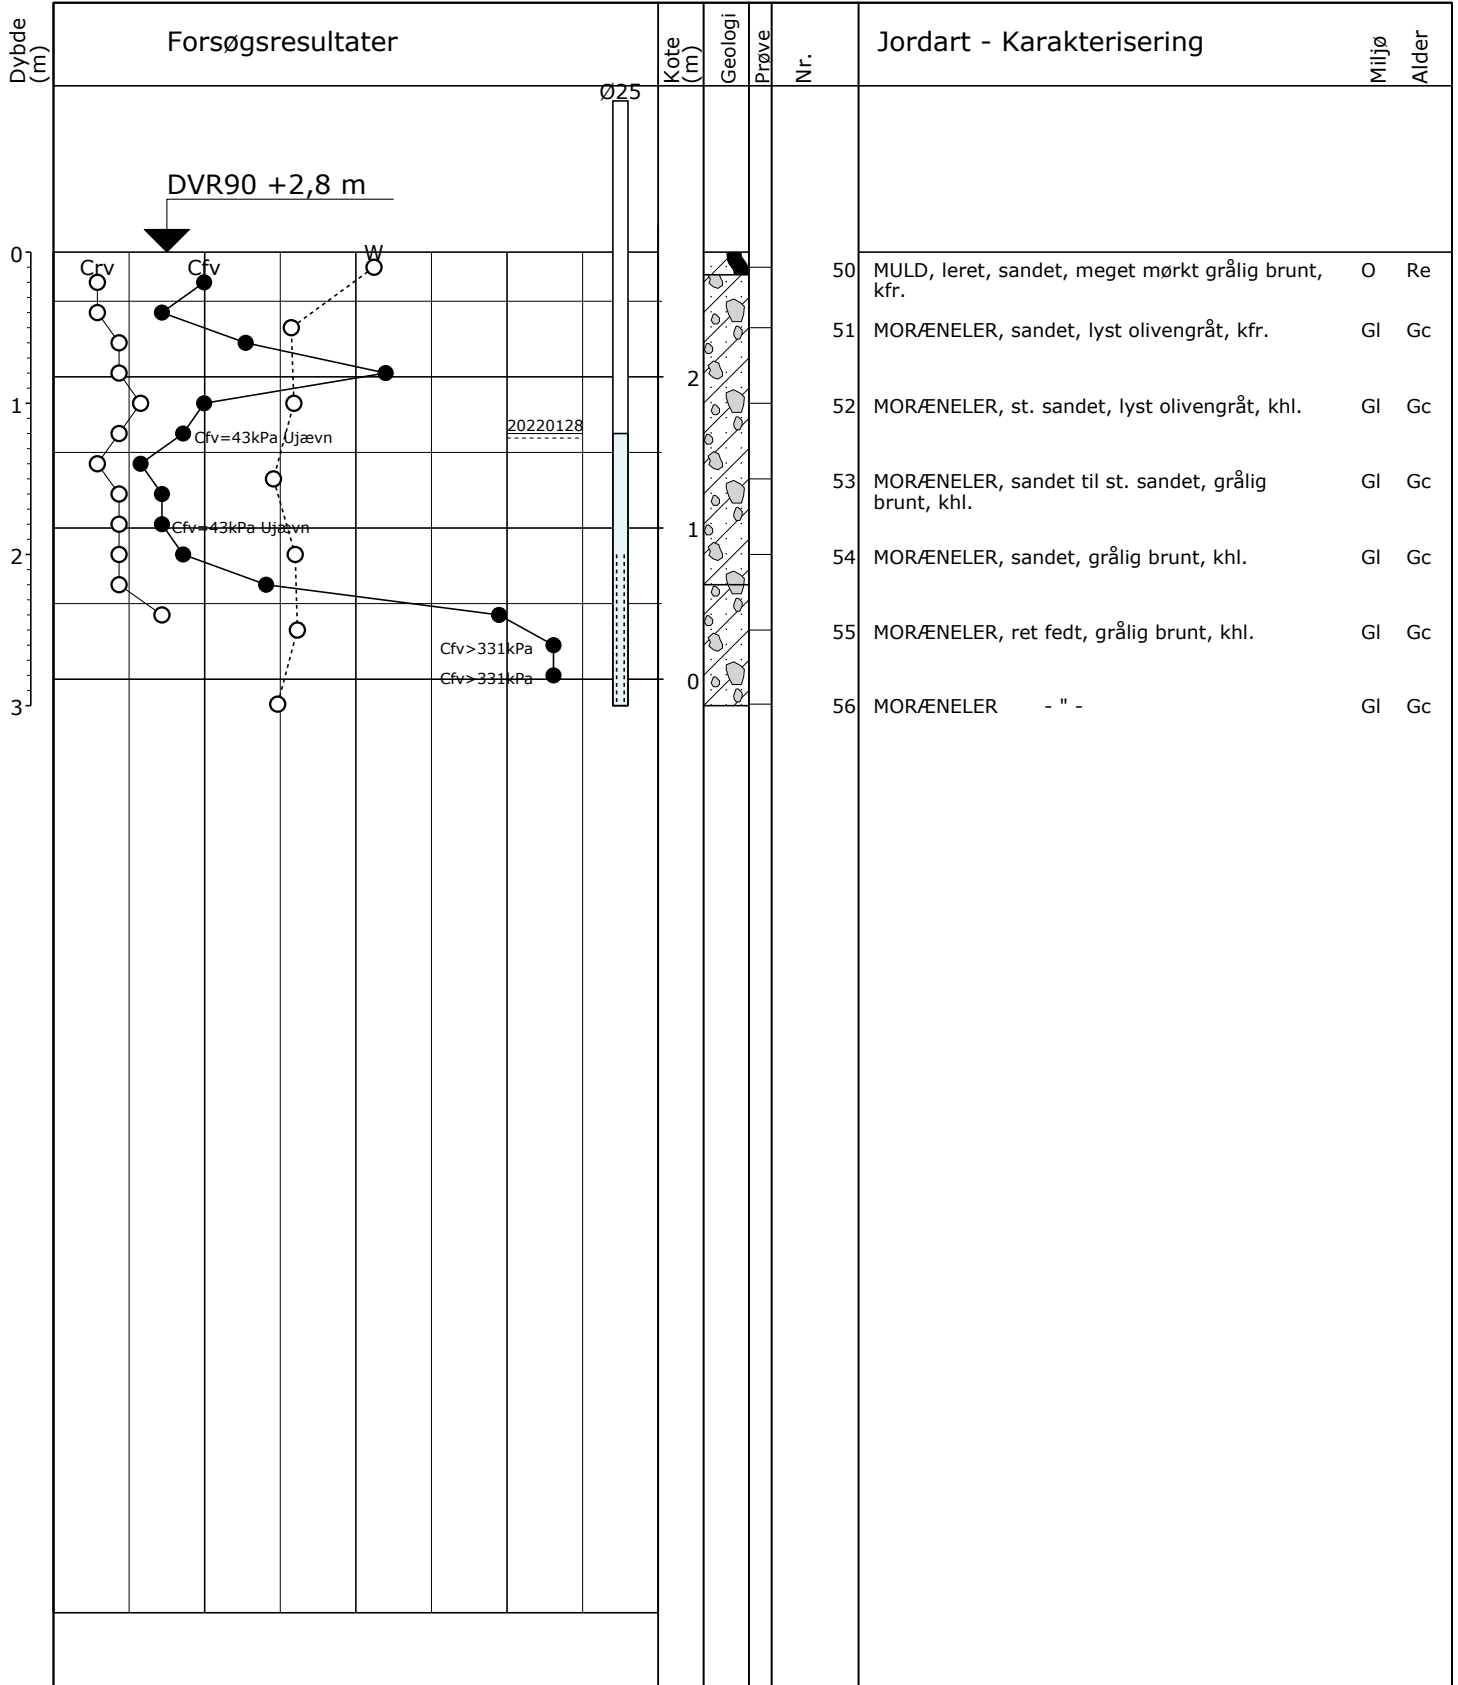 Dybde
(m)
Forsøgsresultater
Kote
(m)
Geologi
Prøve
Nr.
Jordart - Karakterisering
Miljø
Alder
Ø25
DVR90 +2,8 m
0
Crv
Cfv
W
50 MULD, leret, sandet, meget mørkt grålig brunt, O Re
kfr.
51 MORÆNELER, sandet, lyst olivengråt, kfr. Gl Gc
2
1
52 MORÆNELER, st. sandet, lyst olivengråt, khl. Gl Gc
Cfv=43kPa Ujævn
20220128
53 MORÆNELER, sandet til st. sandet, grålig Gl Gc
brunt, khl.
Cfv=43kPa Ujævn
1
2
54 MORÆNELER, sandet, grålig brunt, khl. Gl Gc
55 MORÆNELER, ret fedt, grålig brunt, khl. Gl Gc
Cfv>331kPa
Cfv>331kPa
0
3
56 MORÆNELER - " - Gl Gc